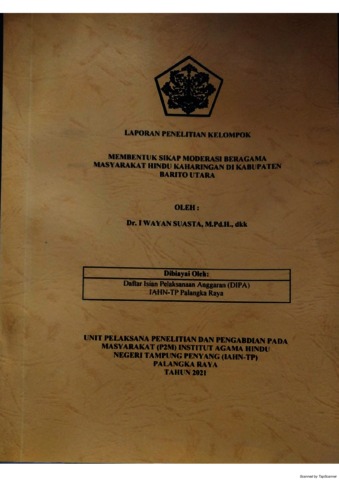 LAPORAN PENELITIAN KELOMPOK
MEMBENTUK SIKAP MODERASI BERAGAMA
MASYARAKAT HINDU KAHARINGAN DI KABUPATEN
BARITO UTARA
OLEH :
Dr. I WAYAN SUASTA, M.Pd.H., dkk
Dibiayai Oleh:
Daftar Isian Pelaksanaan Anggaran (DIPA)
IAHN-TP Palangka Raya
UNIT PELAKSANA PENELITIAN DAN PENGABDIAN PADA
MASYARAKAT (P2M) INSTITUT AGAMA HINDU
NEGERI TAMPUNG PENYANG (IAHN-TP)
PALANGKA RAYA
TAHUN 2021
Scanned by TapScanner